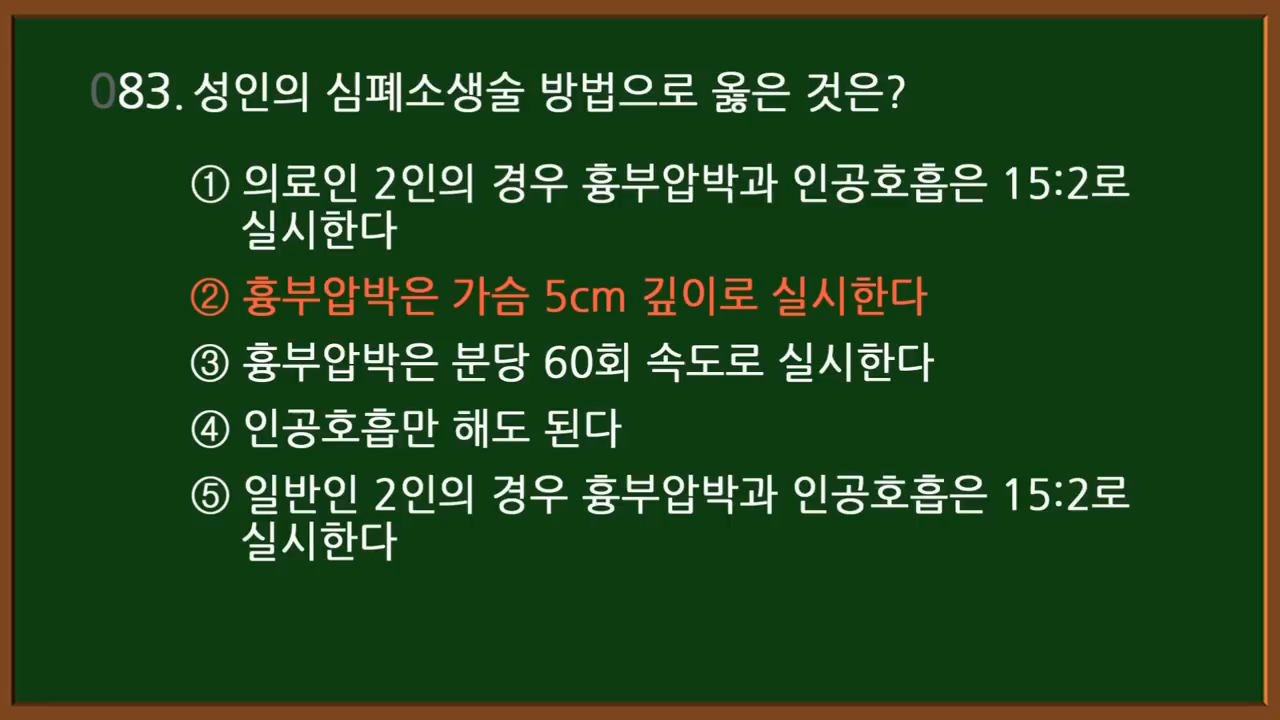 083. 성인의 심폐소생술 방법으로 옳은 것은?
① 의료인 2인의 경우 흉부압박과 인공호흡은 15:2로
실시한다
② 흉부압박은 가슴 5cm 깊이로 실시한다
③ 흉부압박은 분당 60회 속도로 실시한다
④ 인공호흡만 해도 된다
⑤ 일반인 2인의 경우 흉부압박과 인공호흡은 15:2로
실시한다